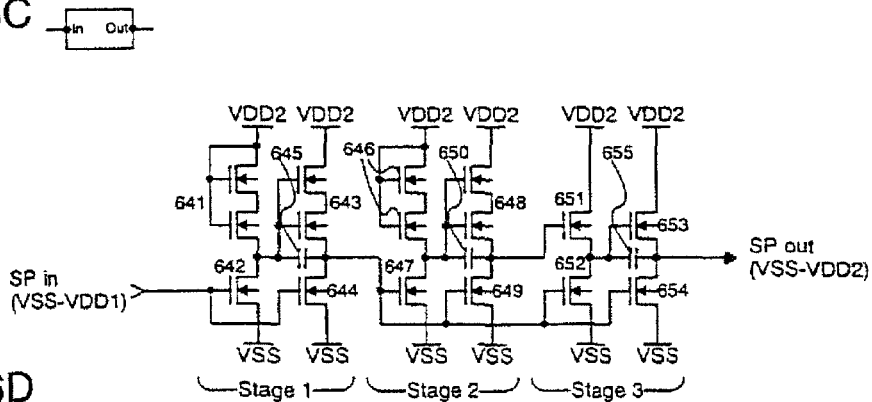 C
In Out
VDD2 VDD2 VDD2 VDD2 VDD2 VDD2
645 646 650 655
641 643 648 651 653
642 647 652
SP in
(VSS-VDD1)
644 649 654
SP out
(VSS-VDD2)
VSS VSS VSS VSS VSS VSS
Stage 1 Stage 2 Stage 3